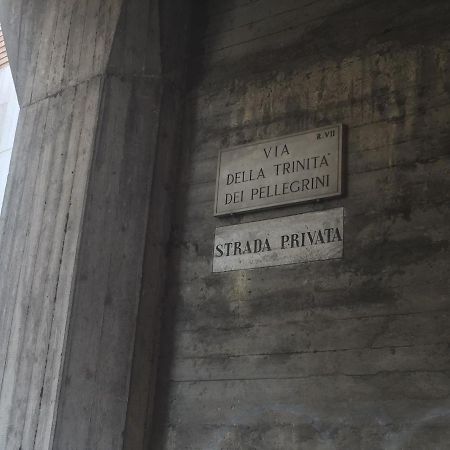 R. VII
VIA
DELLA TRINITA'
DEI PELLEGRINI
STRADA PRIVATA